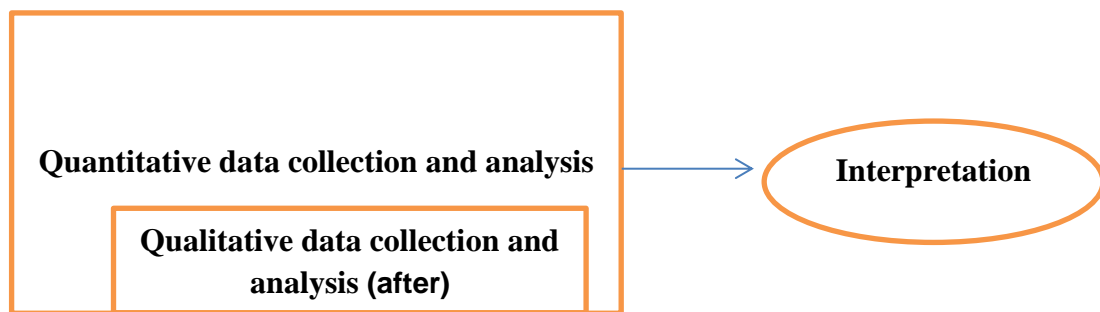 Quantitative data collection and analysis
Qualitative data collection and
analysis (after)
Interpretation